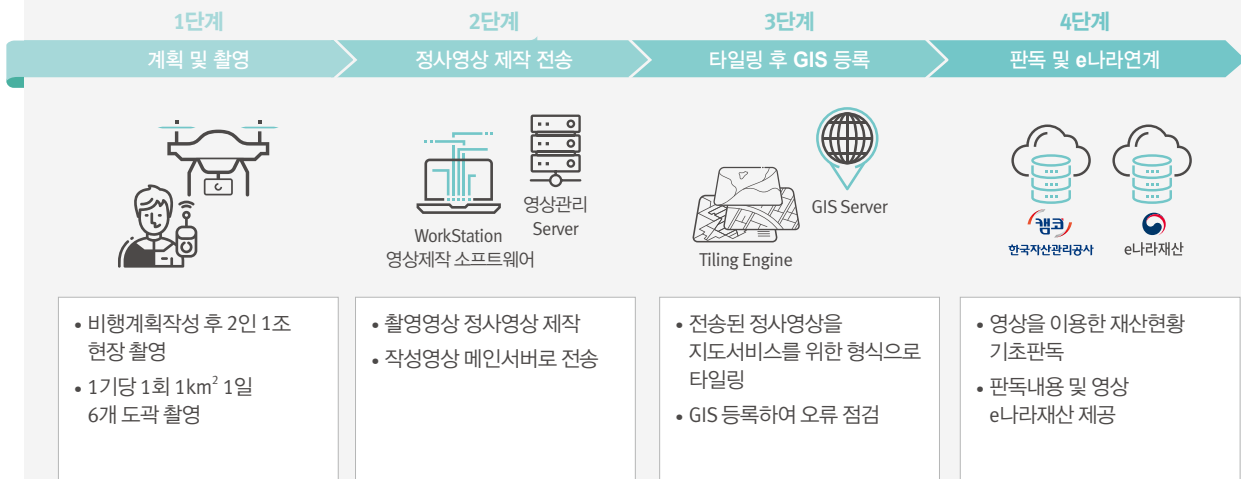 1단계
2단계
3단계
4단계
계획 및 촬영
정사영상 제작 전송
타일링 후 GIS 등록
판독 및 e나라연계
WorkStation
영상제작 소프트웨어
영상관리
Server
Tiling Engine
GIS Server
캠코
한국자산관리공사
e나라재산
• 비행계획작성 후 2인 1조
현장 촬영
• 1기당 1회 1km² 1일
6개 도곽 촬영
• 촬영영상 정사영상 제작
• 작성영상 메인서버로 전송
• 전송된 정사영상을
지도서비스를 위한 형식으로
타일링
• GIS 등록하여 오류 점검
• 영상을 이용한 재산현황
기초판독
• 판독내용 및 영상
e나라재산 제공